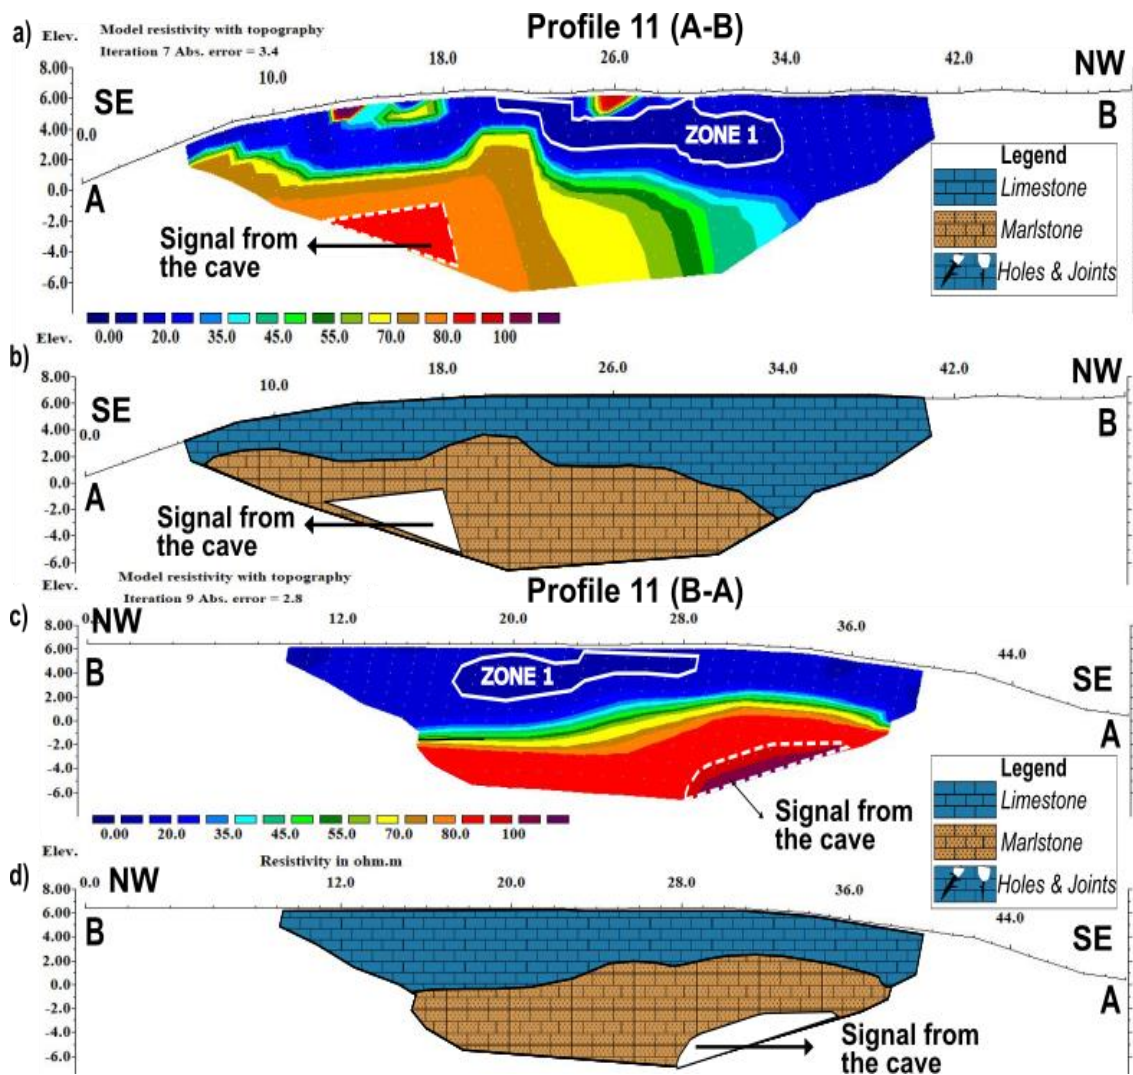 a) Elev. Model resistivity with topography
Iteration 7 Abs. error = 3.4
Profile 11 (A-B)
8.00 10.0 18.0 26.0 34.0 42.0 NW
6.00 SE B
4.00 0.0 ZONE 1
2.00
0.0 A
-2.0
-4.0
-6.0
Signal from
the cave
Legend
Limestone
Marlstone
Holes & Joints
0.00 20.0 35.0 45.0 55.0 70.0 80.0 100
b) Elev.
8.00 10.0 18.0 26.0 34.0 42.0 NW
6.00 SE B
4.00 0.0
2.00
0.0 A
-2.0
-4.0
-6.0
Signal from
the cave
Elev. Model resistivity with topography
Iteration 9 Abs. error = 2.8
Profile 11 (B-A)
c) 0. NW 12.0 20.0 28.0 36.0 44.0
8.00
6.00 B ZONE 1 SE
4.00
2.00
0.0 A
-2.0
-4.0
-6.0
Signal from
the cave
Legend
Limestone
Marlstone
Holes & Joints
0.00 20.0 35.0 45.0 55.0 70.0 80.0 100
Elev. Resistivity in ohm.m
d) 8.00 0.0 NW 12.0 20.0 28.0 36.0 44.0
6.00 B SE
4.00
2.00
0.0 A
-2.0
-4.0
-6.0
Signal from
the cave